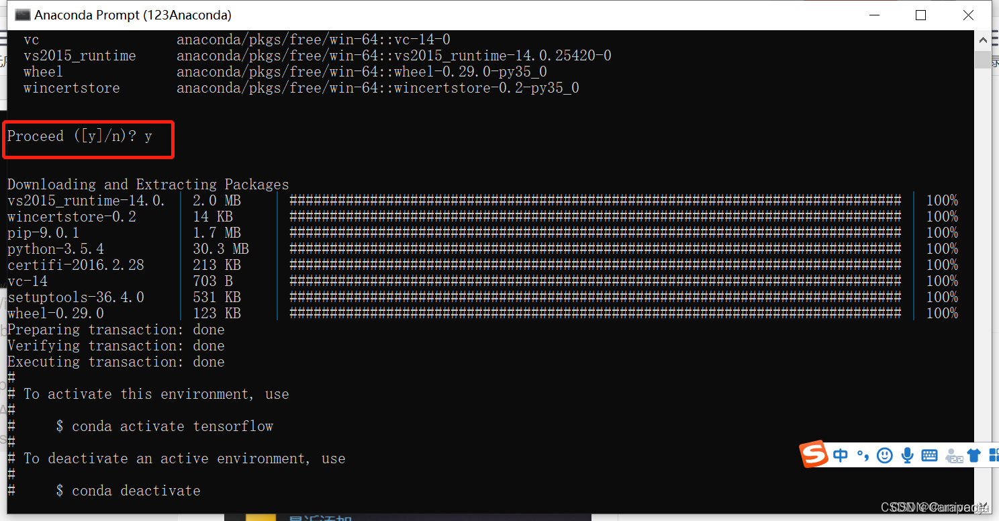 Anaconda Prompt (123Anaconda)
vc anaconda/pkgs/free/win-64::vc-14-0
vs2015_runtime anaconda/pkgs/free/win-64::vs2015_runtime-14.0.25420-0
wheel anaconda/pkgs/free/win-64::wheel-0.29.0-py35_0
wincertstore anaconda/pkgs/free/win-64::wincertstore-0.2-py35_0
Proceed ([y]/n)? y
Downloading and Extracting Packages
vs2015_runtime-14.0. | 2.0 MB | ############################################################################ | 100%
wincertstore-0.2 | 14 KB | ############################################################################ | 100%
pip-9.0.1 | 1.7 MB | ############################################################################ | 100%
python-3.5.4 | 30.3 MB | ############################################################################ | 100%
certifi-2016.2.28 | 213 KB | ############################################################################ | 100%
vc-14 | 703 B | ############################################################################ | 100%
setuptools-36.4.0 | 531 KB | ############################################################################ | 100%
wheel-0.29.0 | 123 KB | ############################################################################ | 100%
Preparing transaction: done
Verifying transaction: done
Executing transaction: done
#
# To activate this environment, use
#
# $ conda activate tensorflow
#
# To deactivate an active environment, use
#
# $ conda deactivate
S 中 °,
22
最近添加